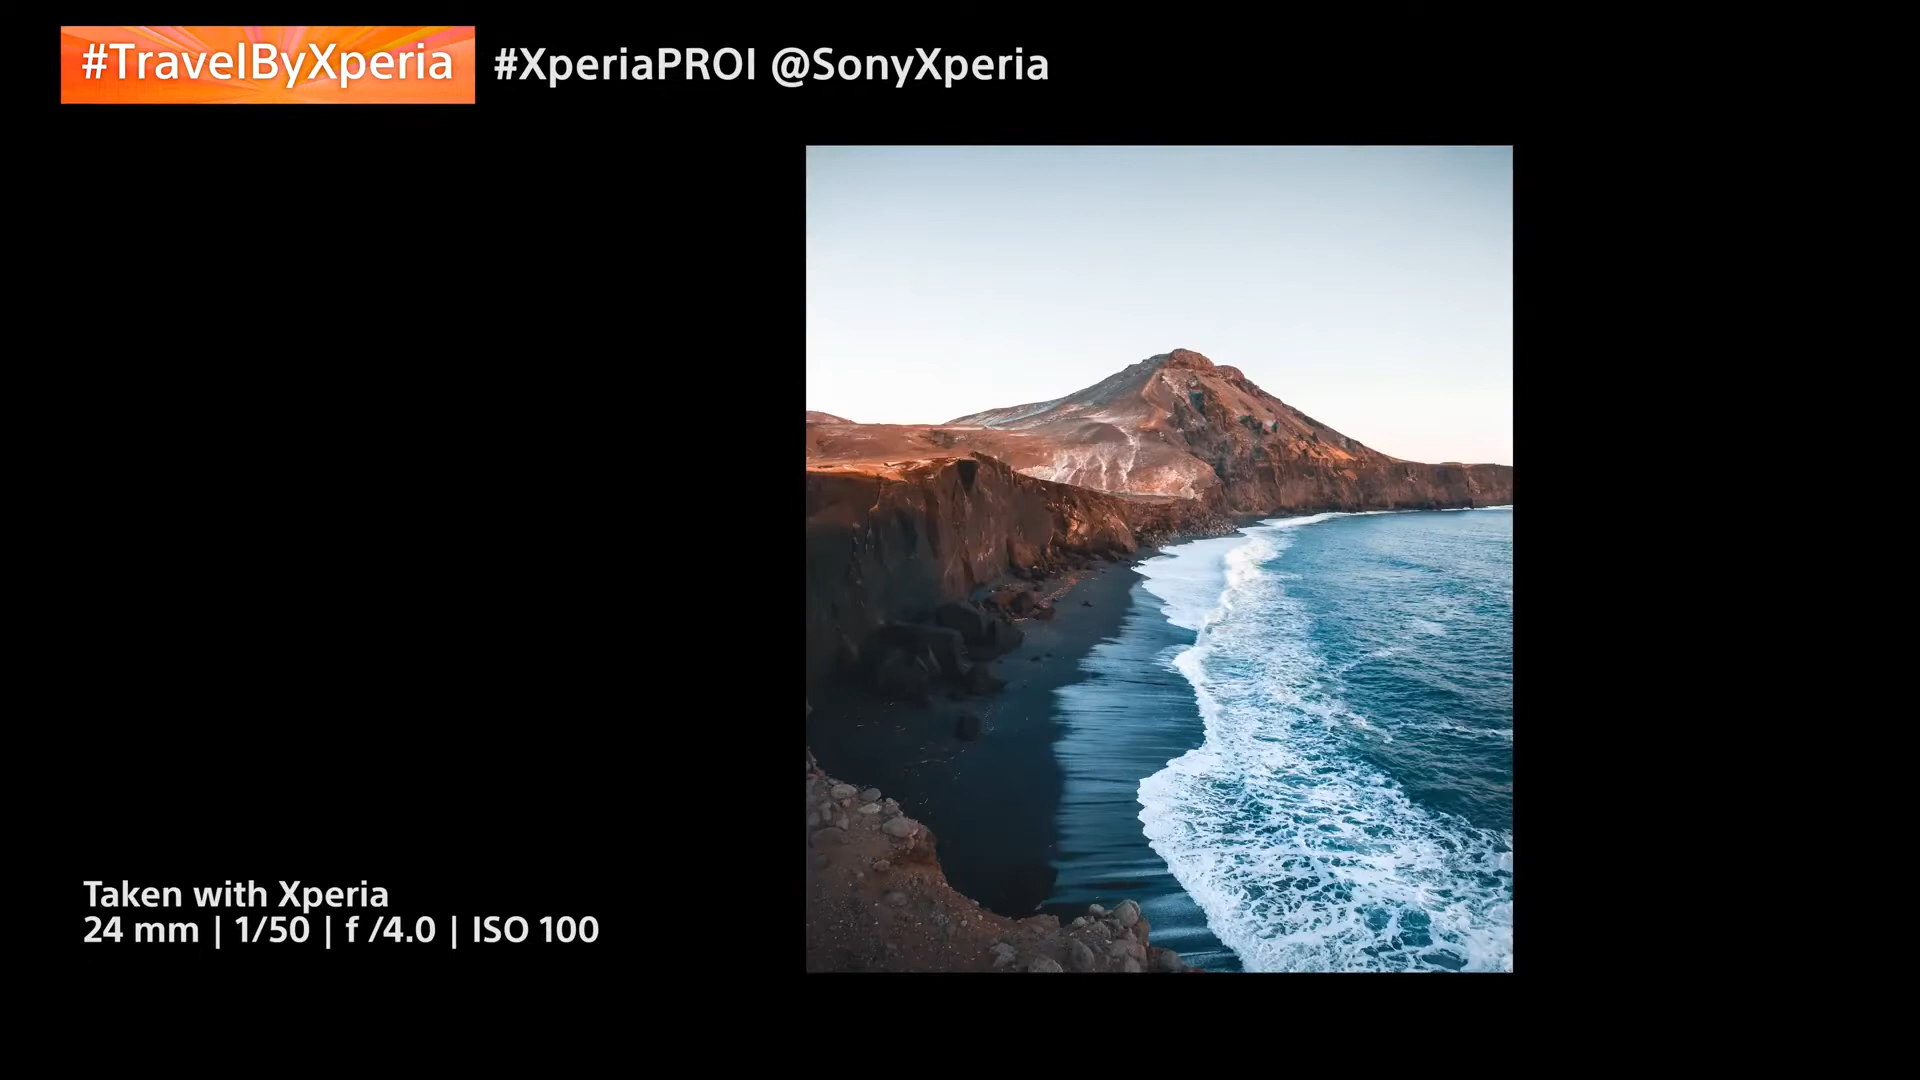 #TravelByXperia #XperiaPROI @SonyXperia
Taken with Xperia
24 mm | 1/50 | f /4.0 | ISO 100